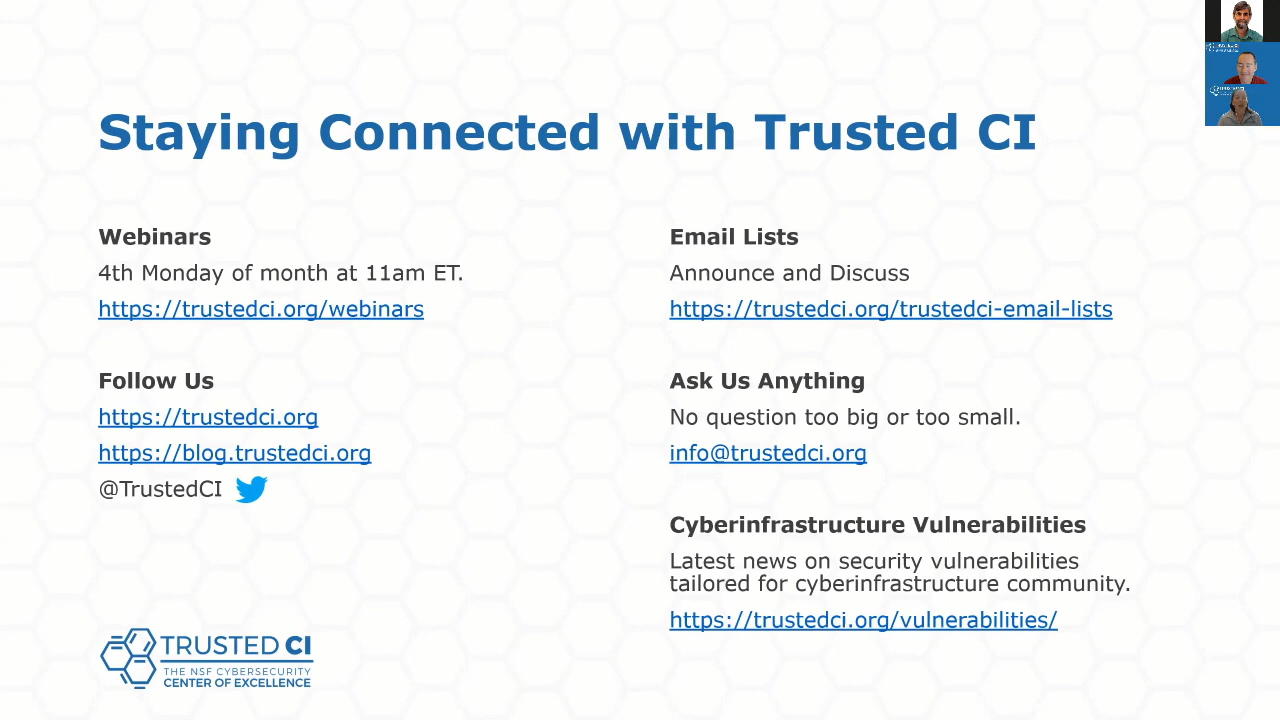 Staying Connected with Trusted CI
Webinars
4th Monday of month at 11am ET.
https://trustedci.org/webinars
Follow Us
https://trustedci.org
https://blog.trustedci.org
@TrustedCI
Email Lists
Announce and Discuss
https://trustedci.org/trustedci-email-lists
Ask Us Anything
No question too big or too small.
info@trustedci.org
Cyberinfrastructure Vulnerabilities
Latest news on security vulnerabilities
tailored for cyberinfrastructure community.
https://trustedci.org/vulnerabilities/
TRUSTED CI
THE NSF CYBERSECURITY
CENTER OF EXCELLENCE